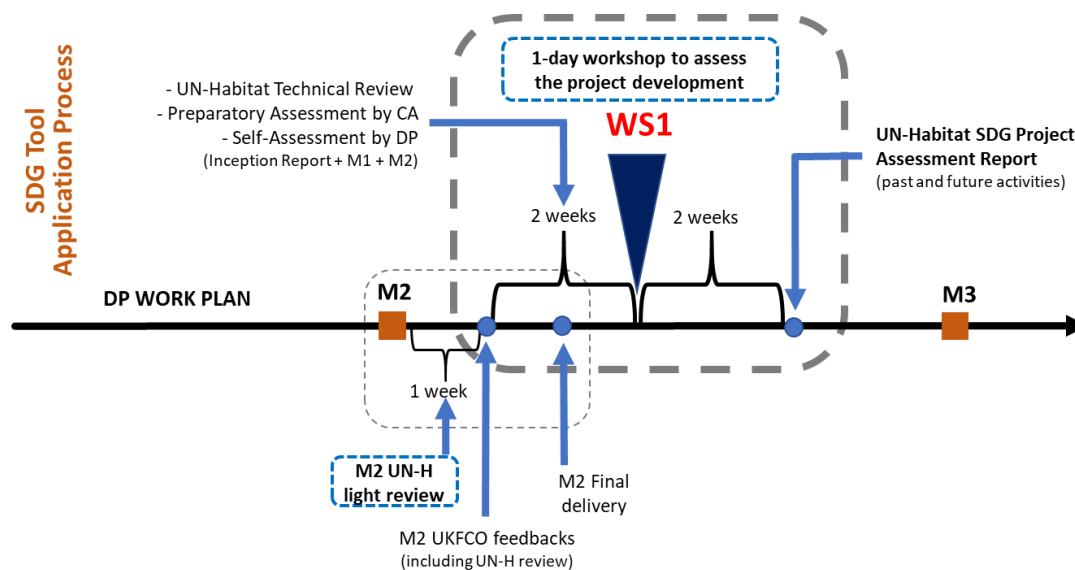 SDG Tool
Application Process
1-day workshop to assess
the project development
WS1
- UN-Habitat Technical Review
- Preparatory Assessment by CA
- Self-Assessment by DP
(Inception Report + M1 + M2)
UN-Habitat SDG Project
Assessment Report
(past and future activities)
2 weeks
2 weeks
DP WORK PLAN
M2
M3
1 week
M2 UN-H
light review
M2 Final
delivery
M2 UKFCO feedbacks
(including UN-H review)